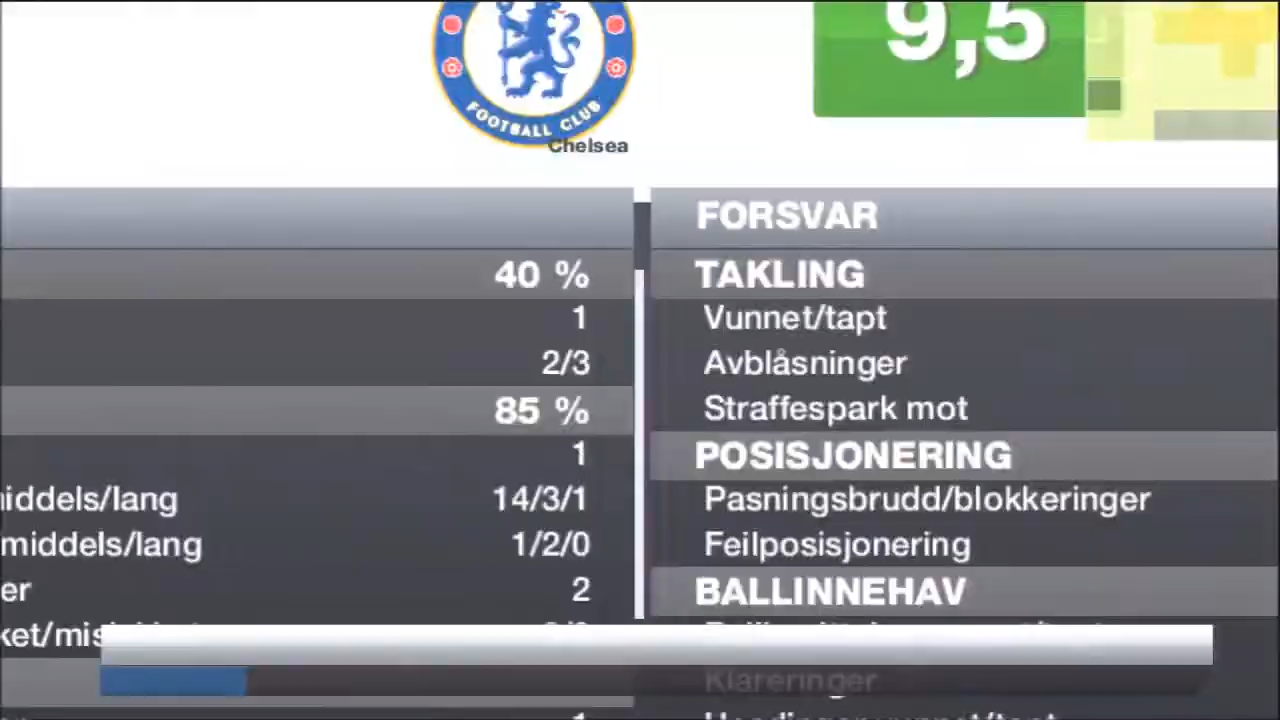 FOOTBALL CLUB
Chelsea
9,5
40 %
1
2/3
85 %
1
middels/lang 14/3/1
middels/lang 1/2/0
er 2
FORSVAR
TAKLING
Vunnet/tapt
Avblåsninger
Straffespark mot
POSISJONERING
Pasningsbrudd/blokkeringer
Feilposisjonering
BALLINNEHAV
Klareringer